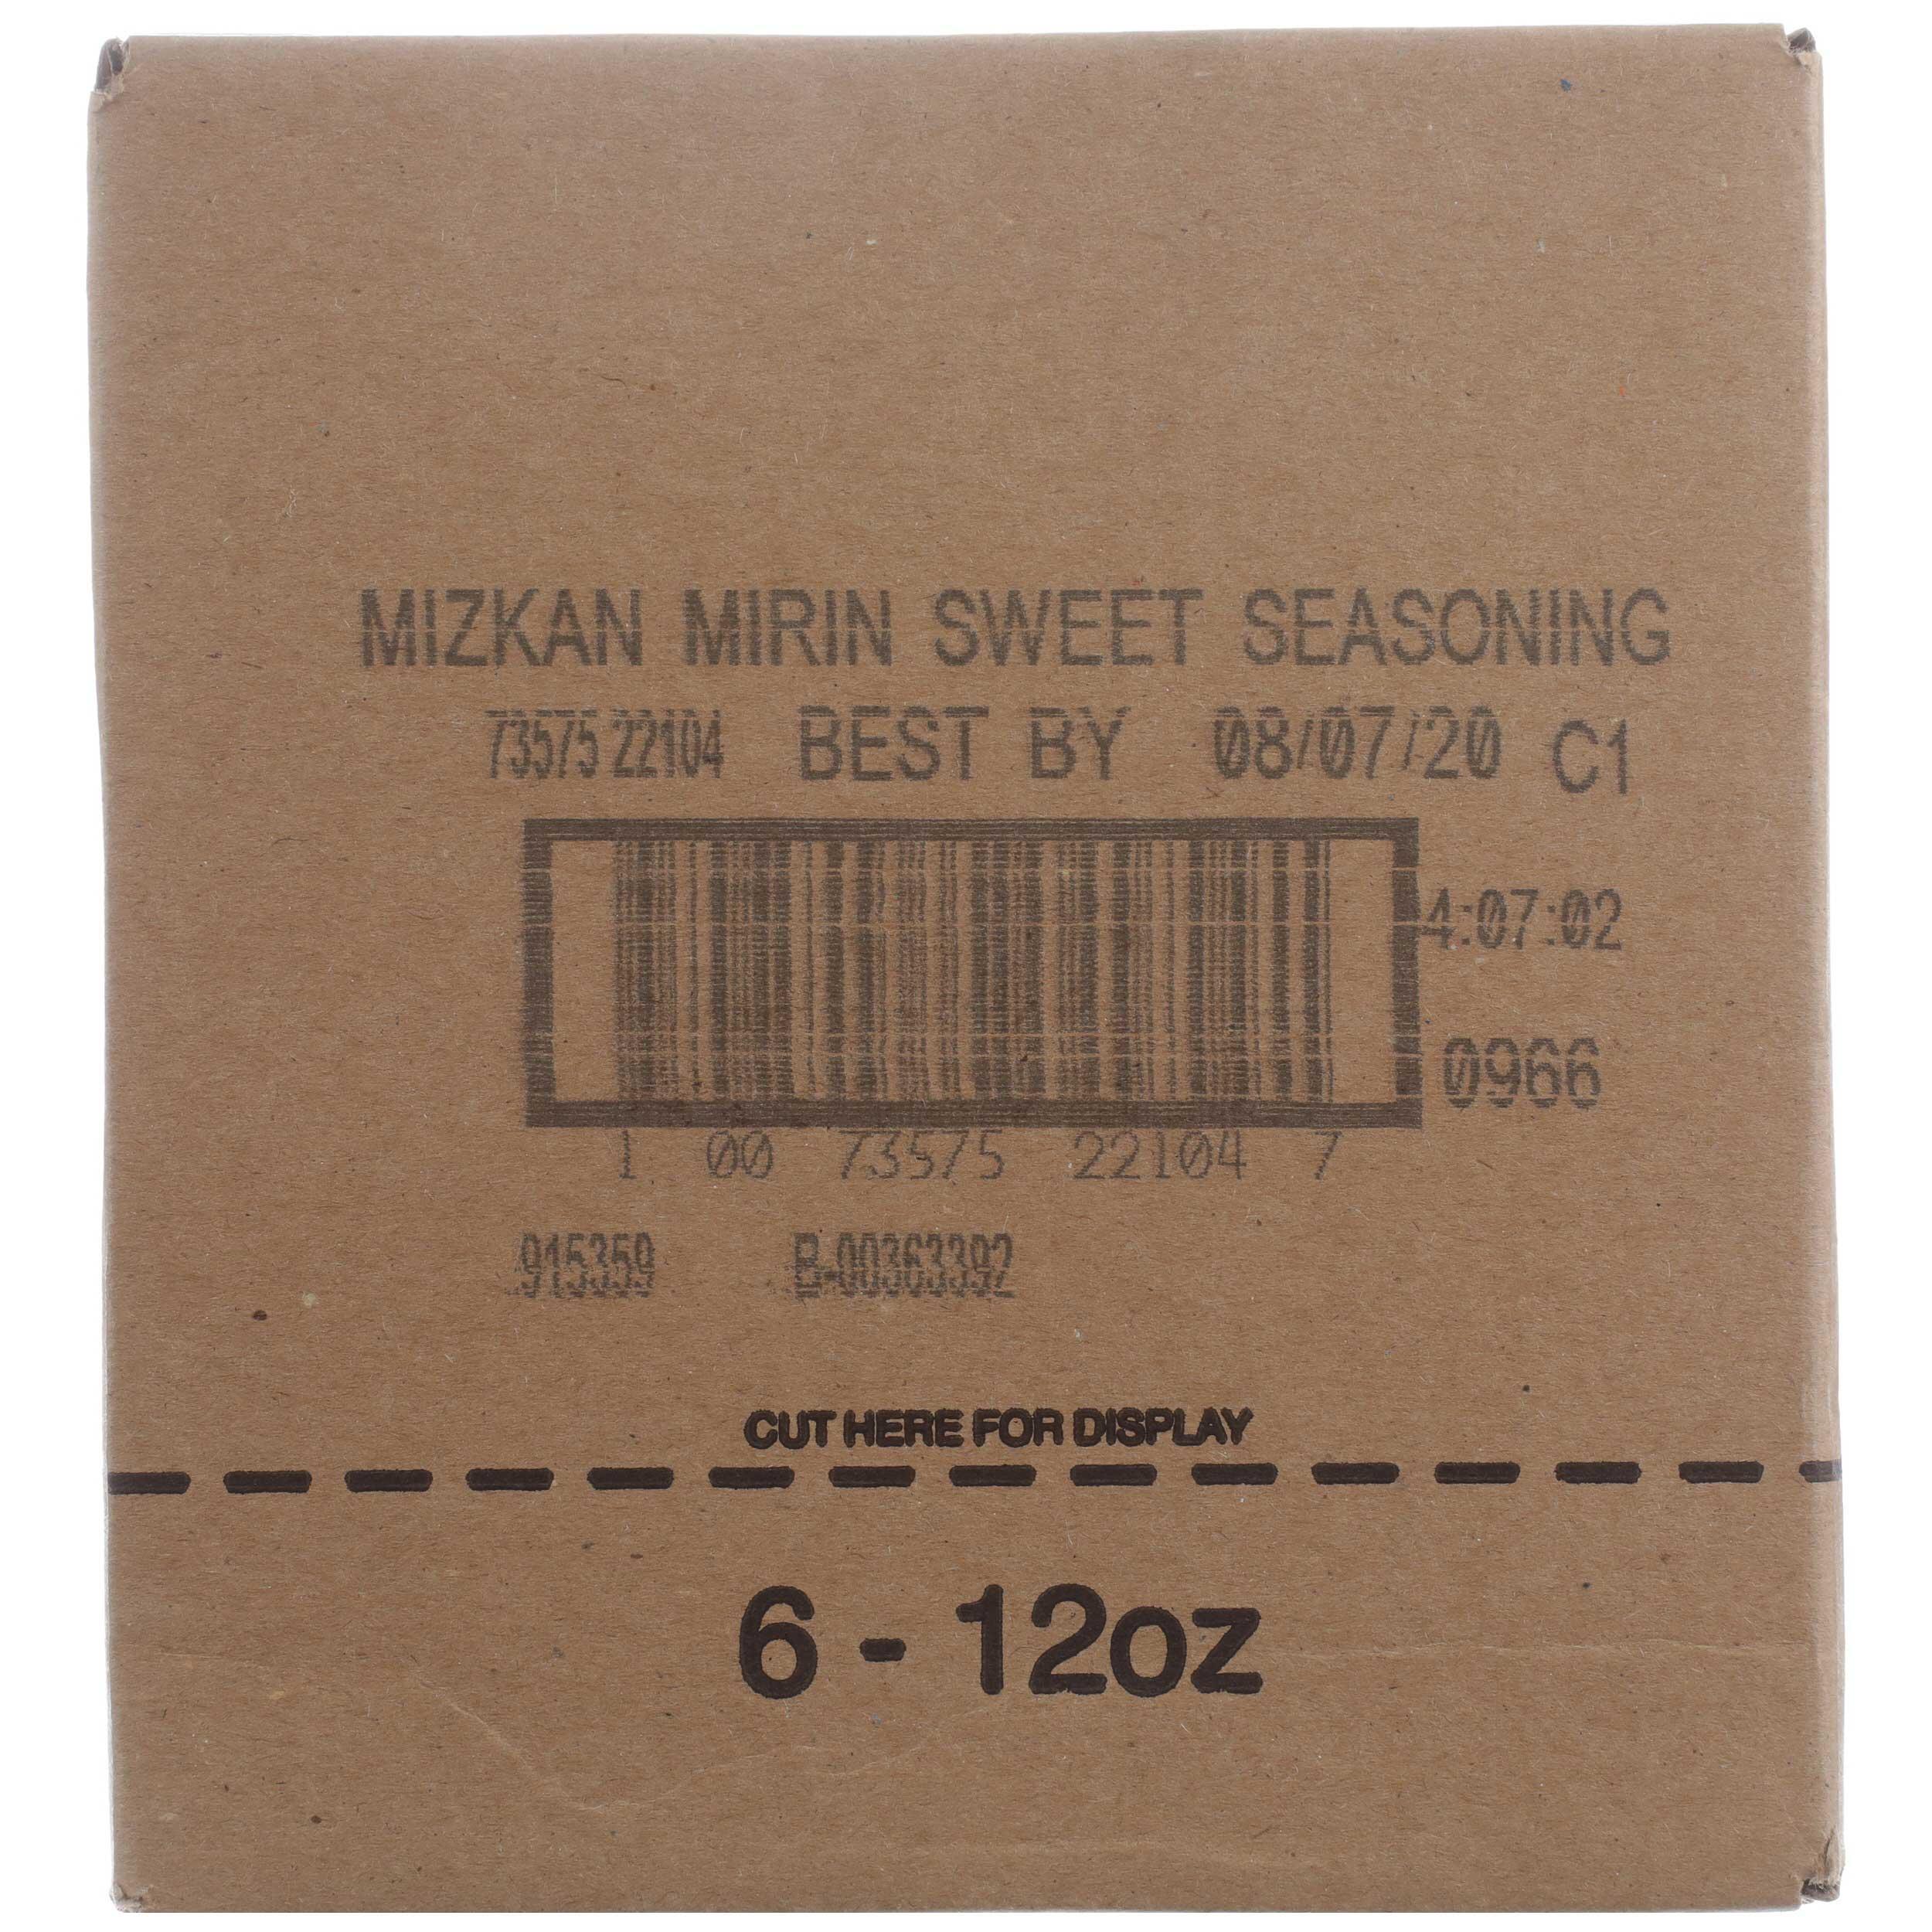 MIZKAN MIRIN SWEET SEASONING
73575 22104 BEST BY 08/07/20 C1
4:07:02
0966
1 00 73575 22104 7
915359 B-00363392
CUT HERE FOR DISPLAY
6 - 12oz